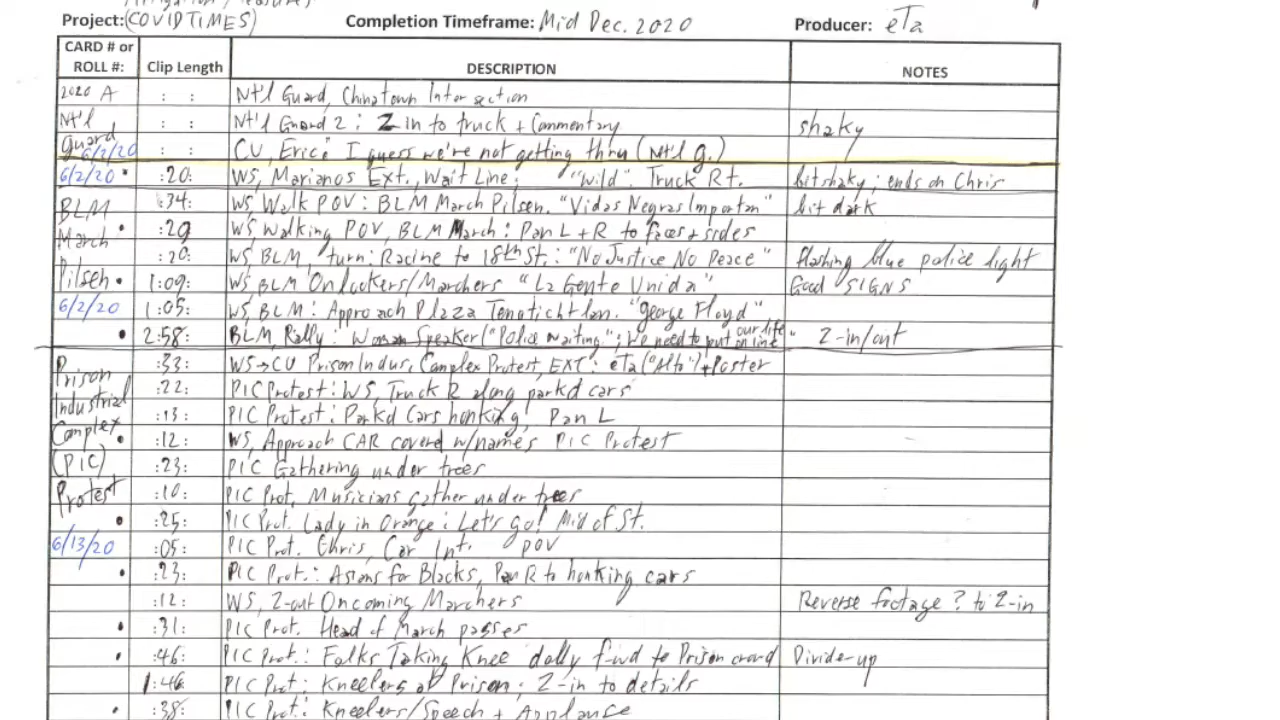 Project: (COVID TIMES) Completion Timeframe: Mid Dec. 2020 Producer: eTa
CARD # or ROLL #: Clip Length DESCRIPTION NOTES
2020 A : : Nt'l Guard, Chinatown Intersection
Nt'l : : Nt'l Guard 2: Z in to truck + Commentary shaky
Guard 6/2/20 : : CU, Eric: I guess we're not getting thru (Nt'l g.)
6/2/20 • :20: WS, Marianos Ext., Wait Line; "Wild". Truck Rt. bit shaky; ends on Chris
BLM :34: WS, Walk POV: BLM March Pilsen. "Vidas Negras Importan" bit dark
March • :29 WS, Walking POV, BLM March: Pan L + R to faces + sides
:20: WS BLM, turn: Racine to 18th St.: "No Justice No Peace" flashing blue police light
Pilsen • 1:09: WS BLM Onlookers/Marchers "La Gente Unida" Good SIGNS
6/2/20 1:05: WS, BLM: Approach Plaza Tenatichtlan. "George Floyd"
• 2:58: BLM Rally: Woman Speaker ("Police waiting"; We need to put our life on line" Z-in/out
Prison :33: WS→CU Prison Indus, Complex Protest, EXT: eTa ("Alto") + Poster
Industrial :22: PIC Protest: WS, Truck R along parkd cars
:13: PIC Protest: Parkd Cars honking! Pan L
Complex • :12: WS, Approach CAR covered w/names PIC Protest
(PIC) :23: PIC Gathering under trees
Protest :10: PIC Prot, Musicians gather under trees
• :25: PIC Prot. Lady in Orange: Let's go! Mid of St.
6/13/20 :05: PIC Prot. Chris, Car Int. POV
• :23: PIC Prot.: Asians for Blacks, Pan R to honking cars
:12: WS, Z-out Oncoming Marchers Reverse footage? to Z-in
• :31: PIC Prot. Head of March passes
• :46: PIC Prot.: Folks Taking Knee dolly fwd to Prison crowd Divide-up
1:46 PIC Prot: Kneelers at Prison; Z-in to details
• :38: PIC Prot: Kneelers/Speech + Applause